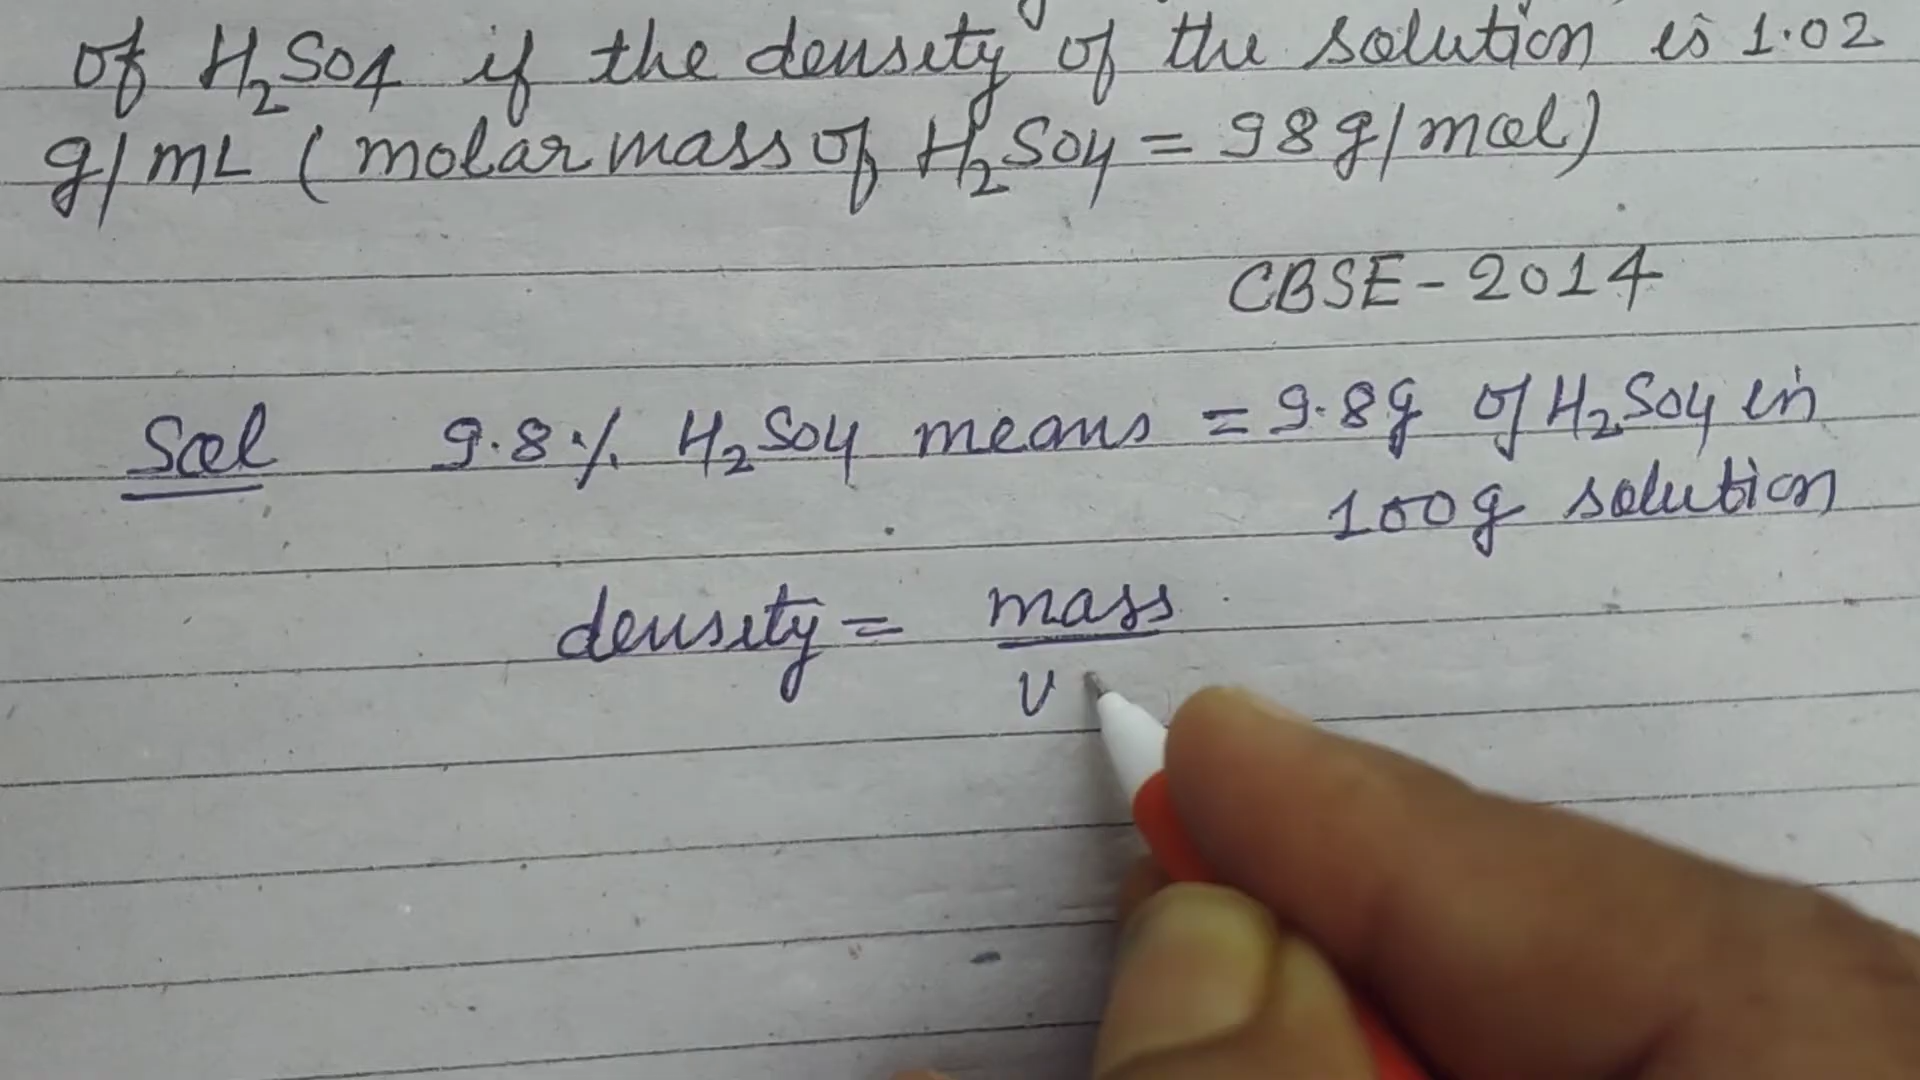 of H₂SO4 if the density of the solution is 1.02
g/mL (molar mass of H₂SO4 = 98g/mol)
CBSE-2014
Sol 9.8% H₂SO4 means = 9.8g of H₂SO4 in
100g solution
density = mass
v